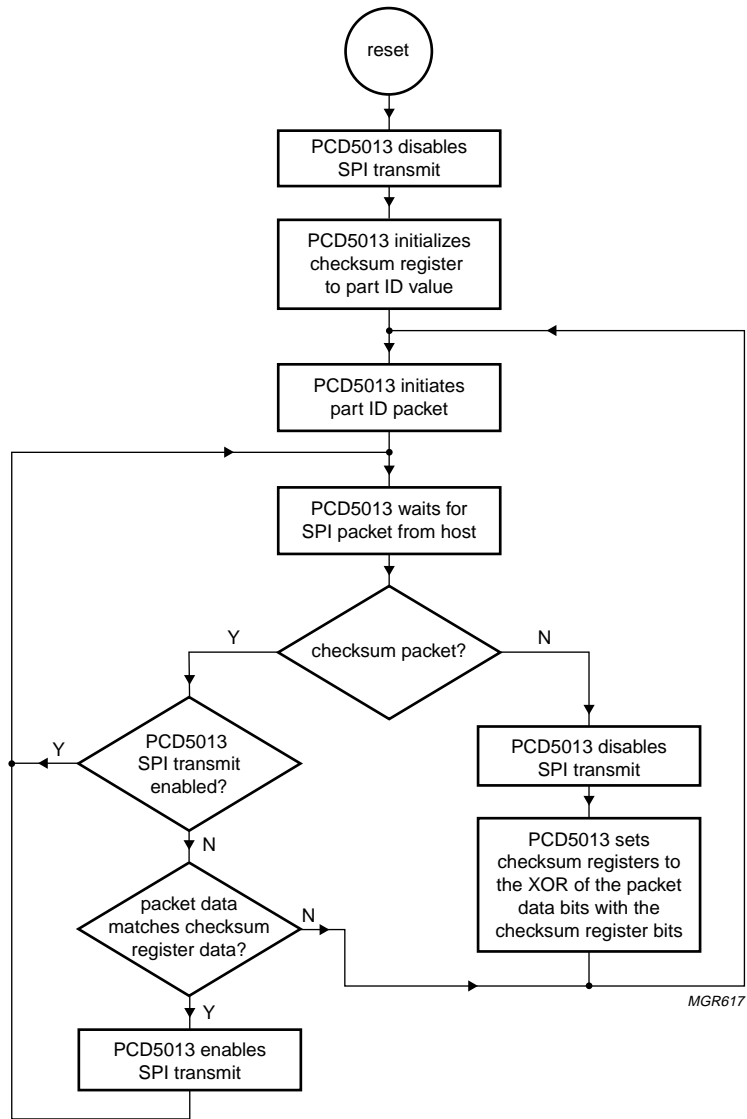 reset
PCD5013 disables
SPI transmit
PCD5013 initializes
checksum register
to part ID value
PCD5013 initiates
part ID packet
PCD5013 waits for
SPI packet from host
checksum packet?
Y
N
PCD5013
SPI transmit
enabled?
Y
N
PCD5013 disables
SPI transmit
PCD5013 sets
checksum registers to
the XOR of the packet
data bits with the
checksum register bits
packet data
matches checksum
register data?
N
Y
PCD5013 enables
SPI transmit
MGR617